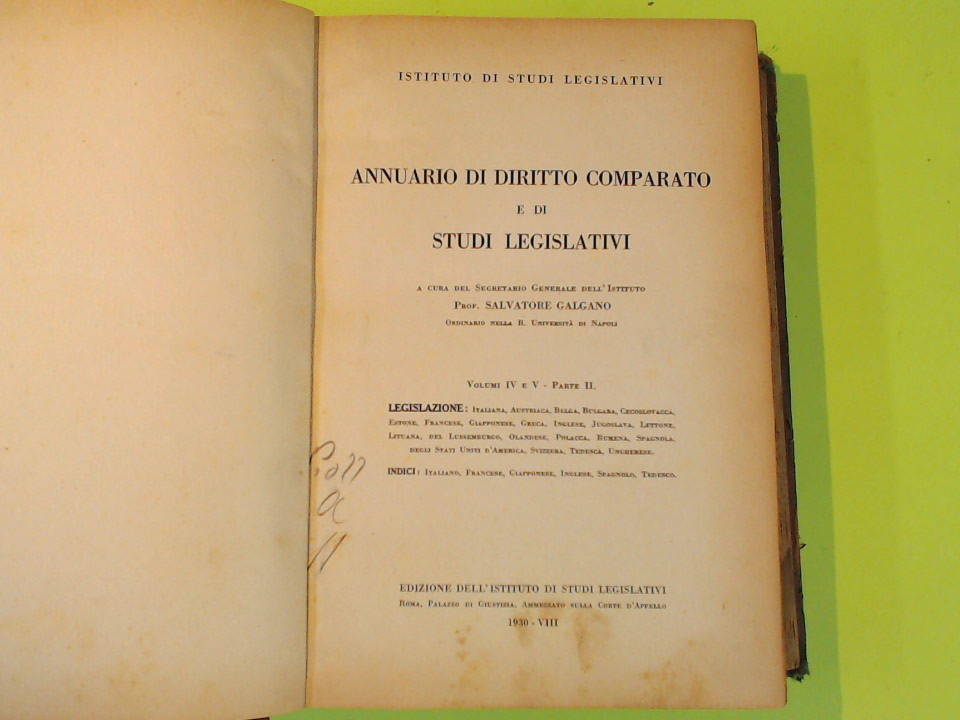 ISTITUTO DI STUDI LEGISLATIVI
ANNUARIO DI DIRITTO COMPARATO
E DI
STUDI LEGISLATIVI
A CURA DEL SEGRETARIO GENERALE DELL'ISTITUTO
PROF. SALVATORE GALGANO
ORDINARIO NELLA R. UNIVERSITÀ DI NAPOLI
VOLUMI IV E V - PARTE II.
LEGISLAZIONE: ITALIANA, AUSTRIACA, BELGA, BULGARA, CECOSLOVACCA,
ESTONE, FRANCESE, GIAPPONESE, GRECA, INGLESE, JUGOSLAVA, LETTONE,
LITUANA, DEL LUSSEMBURGO, OLANDESE, POLACCA, RUMENA, SPAGNOLA,
DEGLI STATI UNITI D'AMERICA, SVIZZERA, TEDESCA, UNGHERESE.
INDICI: ITALIANO, FRANCESE, GIAPPONESE, INGLESE, SPAGNOLO, TEDESCO.
EDIZIONE DELL'ISTITUTO DI STUDI LEGISLATIVI
ROMA, PALAZZO DI GIUSTIZIA, AMMEZZATO SULLA CORTE D'APPELLO
1930 - VIII